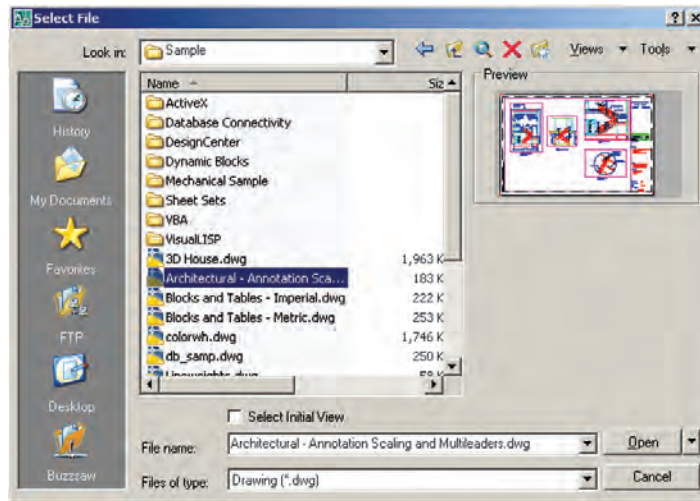 Select File
Look in: Sample Views Tools
History
My Documents
Favorites
FTP
Desktop
Buzzsaw
Name Siz
ActiveX
Database Connectivity
DesignCenter
Dynamic Blocks
Mechanical Sample
Sheet Sets
VBA
VisualLISP
3D House.dwg 1,963 K
Architectural - Annotation Sca... 183 K
Blocks and Tables - Imperial.dwg 222 K
Blocks and Tables - Metric.dwg 253 K
colorwh.dwg 1,746 K
db_samp.dwg 250 K
Lineweights.dwg
Preview
Select Initial View
File name: Architectural - Annotation Scaling and Multileaders.dwg Open
Files of type: Drawing (*.dwg) Cancel